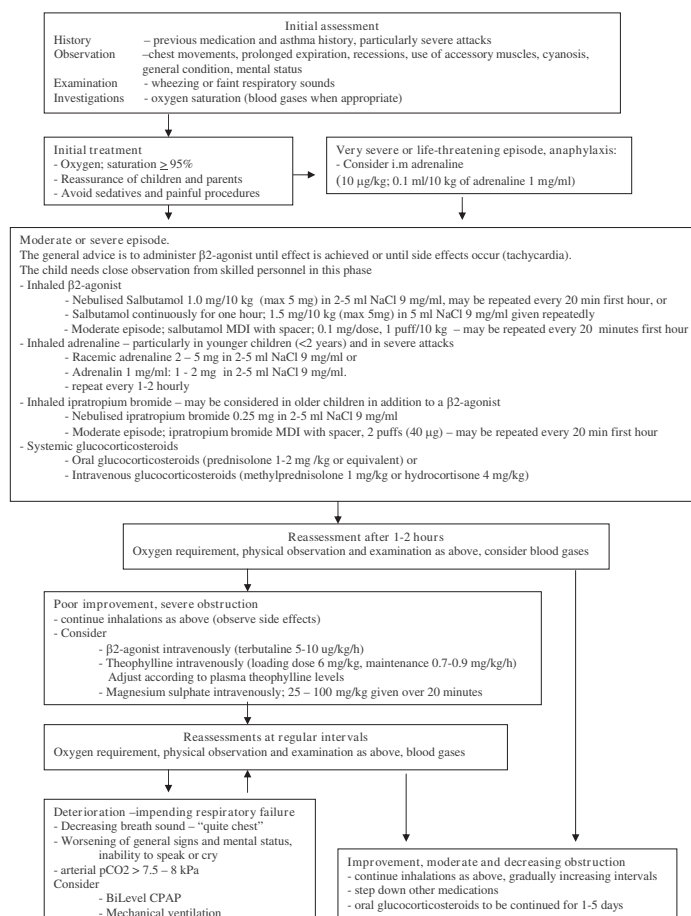 Initial assessment
History – previous medication and asthma history, particularly severe attacks
Observation –chest movements, prolonged expiration, recessions, use of accessory muscles, cyanosis,
general condition, mental status
Examination - wheezing or faint respiratory sounds
Investigations - oxygen saturation (blood gases when appropriate)
Initial treatment
- Oxygen; saturation ≥ 95%
- Reassurance of children and parents
- Avoid sedatives and painful procedures
Very severe or life-threatening episode, anaphylaxis:
- Consider i.m adrenaline
(10 μg/kg; 0.1 ml/10 kg of adrenaline 1 mg/ml)
Moderate or severe episode.
The general advice is to administer β2-agonist until effect is achieved or until side effects occur (tachycardia).
The child needs close observation from skilled personnel in this phase
- Inhaled β2-agonist
- Nebulised Salbutamol 1.0 mg/10 kg (max 5 mg) in 2-5 ml NaCl 9 mg/ml, may be repeated every 20 min first hour, or
- Salbutamol continuously for one hour; 1.5 mg/10 kg (max 5mg) in 5 ml NaCl 9 mg/ml given repeatedly
- Moderate episode; salbutamol MDI with spacer; 0.1 mg/dose, 1 puff/10 kg – may be repeated every 20 minutes first hour
- Inhaled adrenaline – particularly in younger children (<2 years) and in severe attacks
- Racemic adrenaline 2 – 5 mg in 2-5 ml NaCl 9 mg/ml or
- Adrenalin 1 mg/ml: 1 - 2 mg in 2-5 ml NaCl 9 mg/ml.
- repeat every 1-2 hourly
- Inhaled ipratropium bromide – may be considered in older children in addition to a β2-agonist
- Nebulised ipratropium bromide 0.25 mg in 2-5 ml NaCl 9 mg/ml
- Moderate episode; ipratropium bromide MDI with spacer, 2 puffs (40 μg) – may be repeated every 20 min first hour
- Systemic glucocorticosteroids
- Oral glucocorticosteroids (prednisolone 1-2 mg /kg or equivalent) or
- Intravenous glucocorticosteroids (methylprednisolone 1 mg/kg or hydrocortisone 4 mg/kg)
Reassessment after 1-2 hours
Oxygen requirement, physical observation and examination as above, consider blood gases
Poor improvement, severe obstruction
- continue inhalations as above (observe side effects)
- Consider
- β2-agonist intravenously (terbutaline 5-10 ug/kg/h)
- Theophylline intravenously (loading dose 6 mg/kg, maintenance 0.7-0.9 mg/kg/h)
Adjust according to plasma theophylline levels
- Magnesium sulphate intravenously; 25 – 100 mg/kg given over 20 minutes
Reassessments at regular intervals
Oxygen requirement, physical observation and examination as above, blood gases
Deterioration –impending respiratory failure
- Decreasing breath sound – “quite chest”
- Worsening of general signs and mental status,
inability to speak or cry
- arterial pCO2 > 7.5 – 8 kPa
Consider
- BiLevel CPAP
- Mechanical ventilation
Improvement, moderate and decreasing obstruction
- continue inhalations as above, gradually increasing intervals
- step down other medications
- oral glucocorticosteroids to be continued for 1-5 days